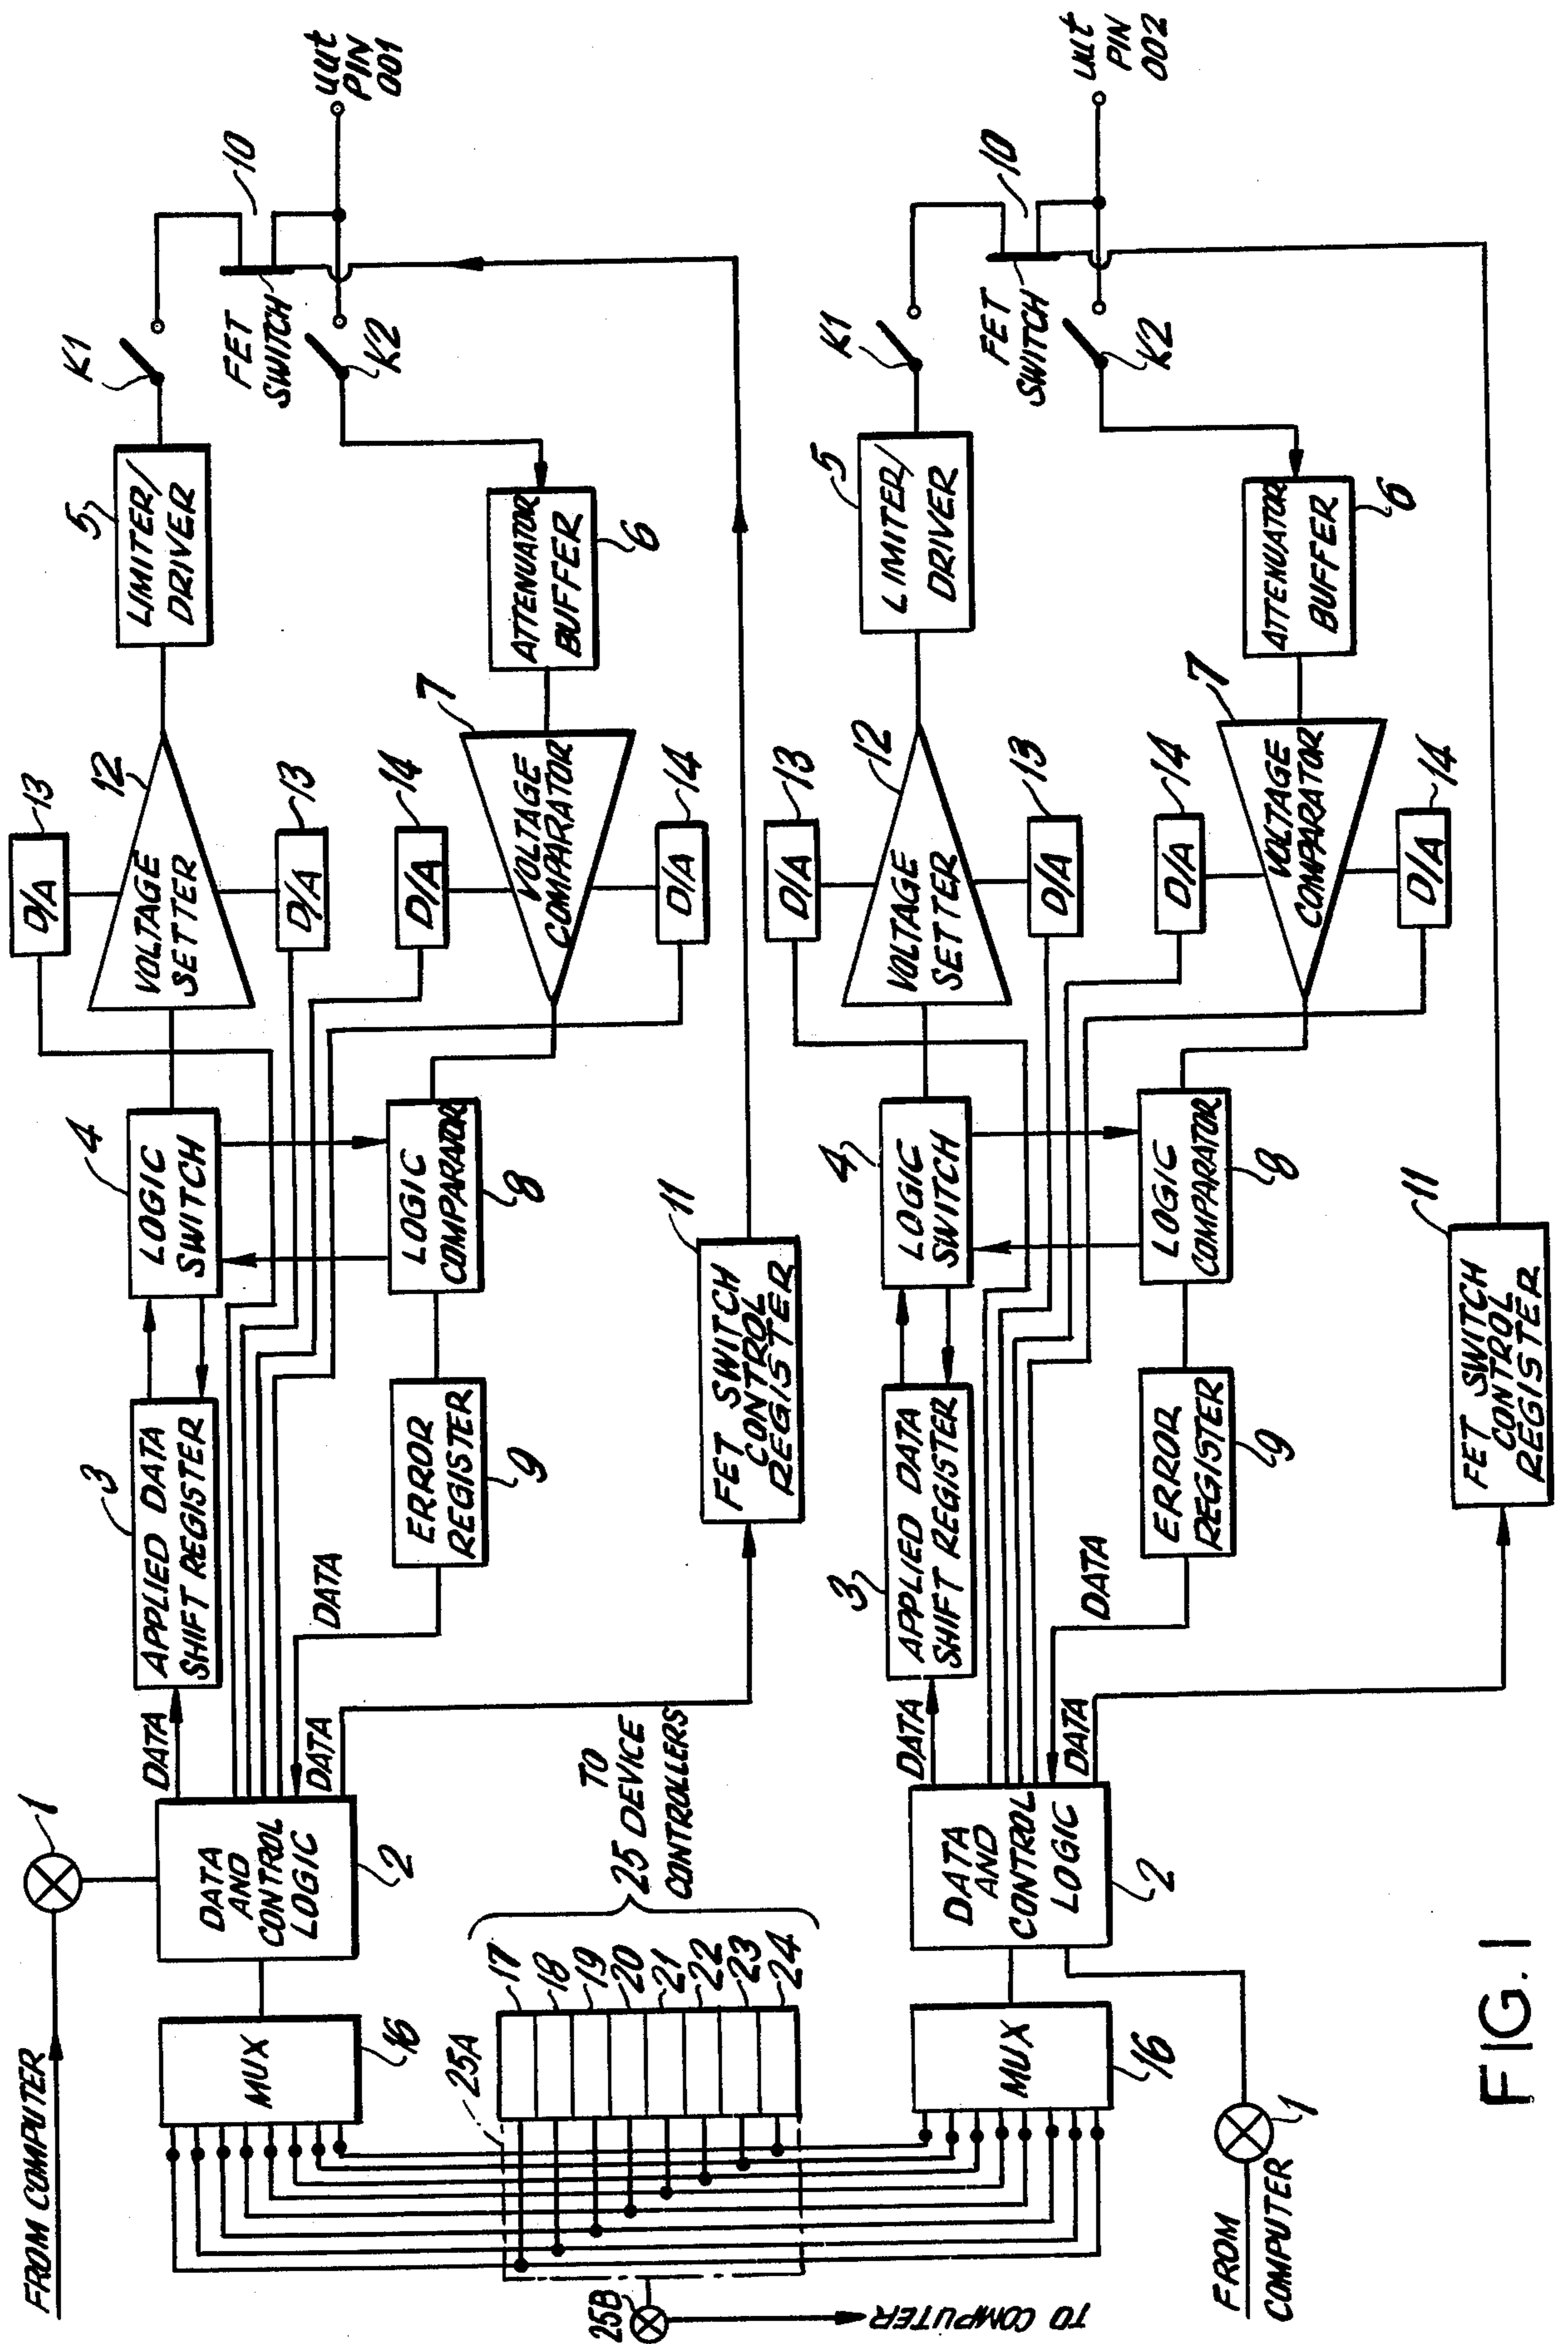 FROM COMPUTER
1
MUX
16
DATA
AND
CONTROL
LOGIC
2
DATA
APPLIED DATA
SHIFT REGISTER
3
LOGIC
SWITCH
4
VOLTAGE
SETTER
12
D/A
13
D/A
13
LIMITER/
DRIVER
5
K1
FET
SWITCH
10
uut
PIN
001
K2
ATTENUATOR
BUFFER
6
VOLTAGE
COMPARATOR
7
D/A
14
D/A
14
LOGIC
COMPARATOR
8
ERROR
REGISTER
9
DATA
DATA
FET SWITCH
CONTROL
REGISTER
11
25A
17
18
19
20
21
22
23
24
TO
25 DEVICE
CONTROLLERS
25B
TO COMPUTER
FROM
COMPUTER
1
MUX
16
DATA
AND
CONTROL
LOGIC
2
DATA
APPLIED DATA
SHIFT REGISTER
3
LOGIC
SWITCH
4
VOLTAGE
SETTER
12
D/A
13
D/A
13
LIMITER/
DRIVER
5
K1
FET
SWITCH
10
uut
PIN
002
K2
ATTENUATOR
BUFFER
6
VOLTAGE
COMPARATOR
7
D/A
14
D/A
14
LOGIC
COMPARATOR
8
ERROR
REGISTER
9
DATA
DATA
FET SWITCH
CONTROL
REGISTER
11
FIG. 1